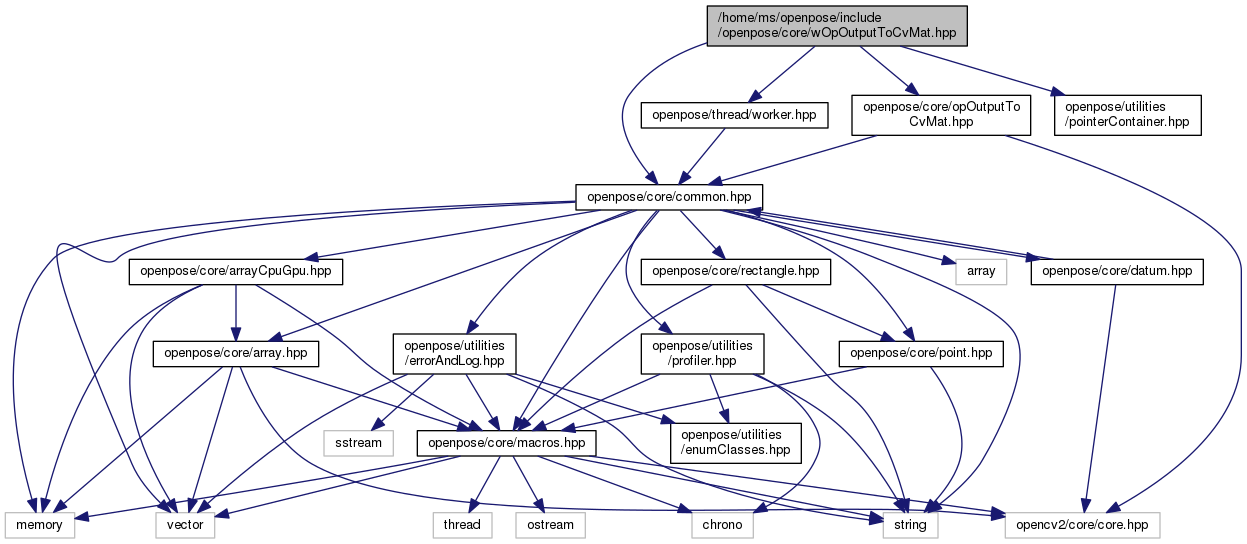 /home/ms/openpose/include
/openpose/core/wOpOutputToCvMat.hpp
openpose/thread/worker.hpp
openpose/core/opOutputTo
CvMat.hpp
openpose/utilities
/pointerContainer.hpp
openpose/core/common.hpp
openpose/core/arrayCpuGpu.hpp
openpose/core/rectangle.hpp
array
openpose/core/datum.hpp
openpose/core/array.hpp
openpose/utilities
/errorAndLog.hpp
openpose/utilities
/profiler.hpp
openpose/core/point.hpp
sstream
openpose/core/macros.hpp
openpose/utilities
/enumClasses.hpp
memory
vector
thread
ostream
chrono
string
opencv2/core/core.hpp